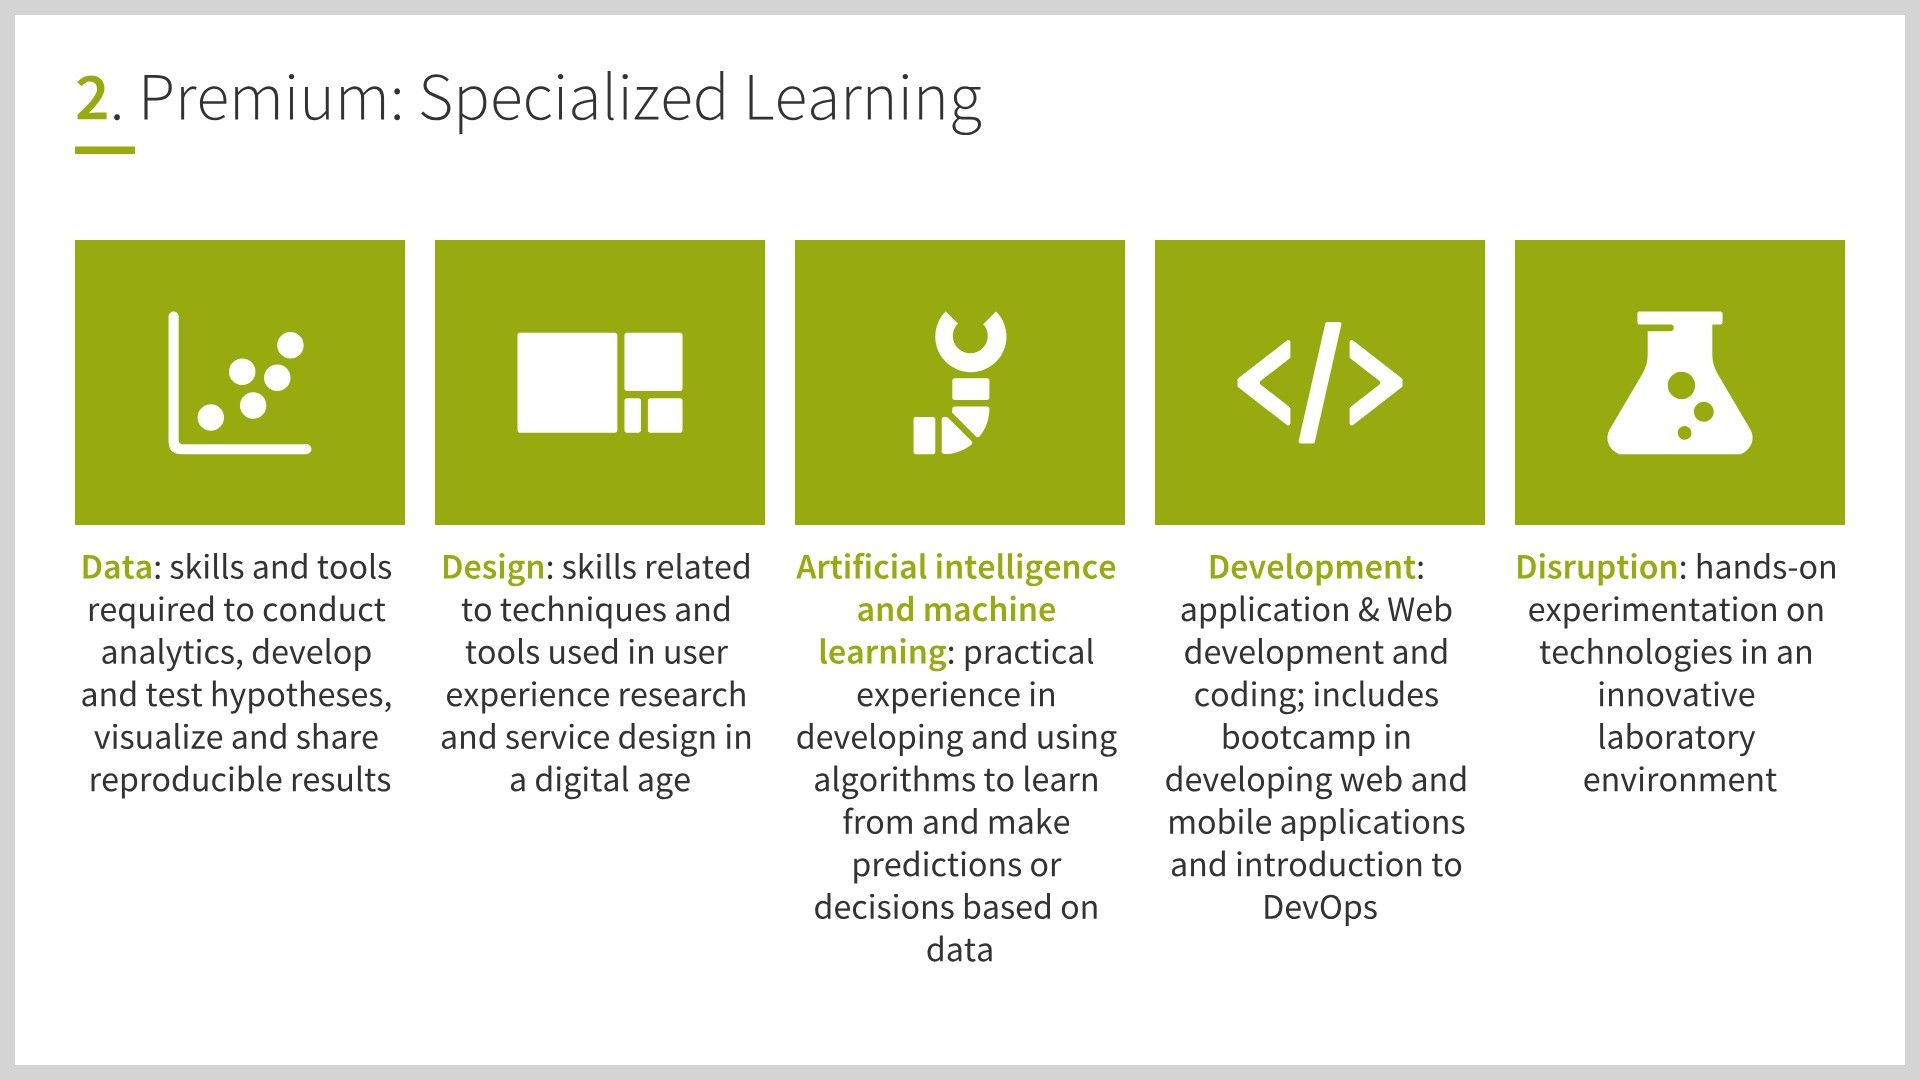 2. Premium: Specialized Learning
Data: skills and tools
required to conduct
analytics, develop
and test hypotheses,
visualize and share
reproducible results
Design: skills related
to techniques and
tools used in user
experience research
and service design in
a digital age
Artificial intelligence
and machine
learning: practical
experience in
developing and using
algorithms to learn
from and make
predictions or
decisions based on
data
</>
Development:
application & Web
development and
coding; includes
bootcamp in
developing web and
mobile applications
and introduction to
DevOps
Disruption: hands-on
experimentation on
technologies in an
innovative
laboratory
environment